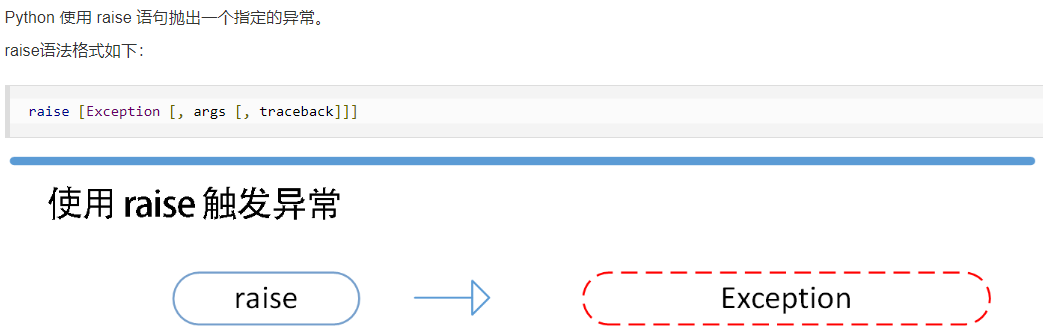 Python 使用 raise 语句抛出一个指定的异常。
raise语法格式如下：
raise [Exception [, args [, traceback]]]
使用 raise 触发异常
raise
Exception